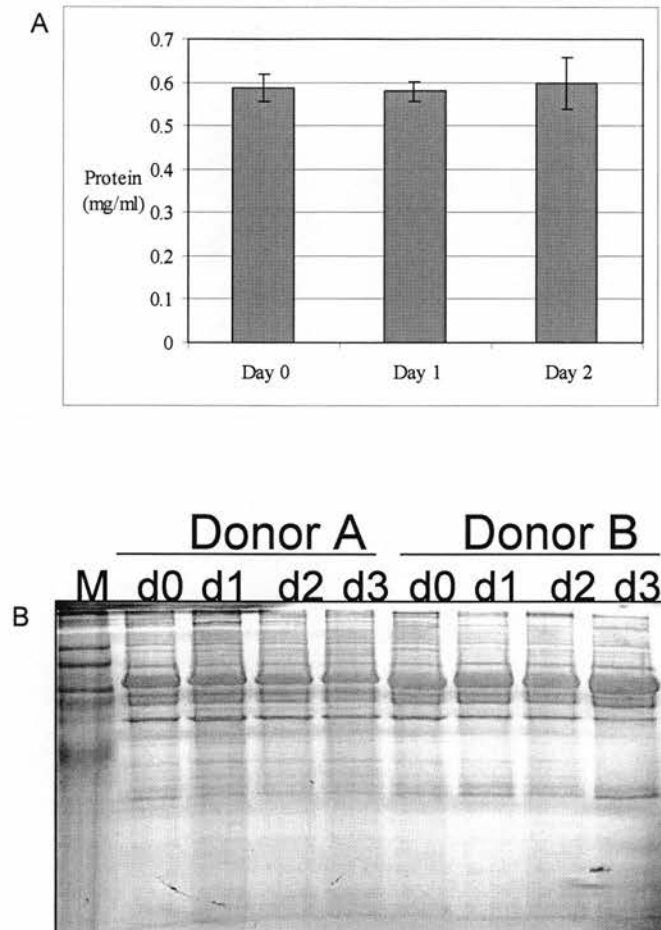 A
0.7
0.6
0.5
Protein 0.4
(mg/ml) 0.3
0.2
0.1
0
Day 0 Day 1 Day 2
Donor A Donor B
M d0 d1 d2 d3 d0 d1 d2 d3
B